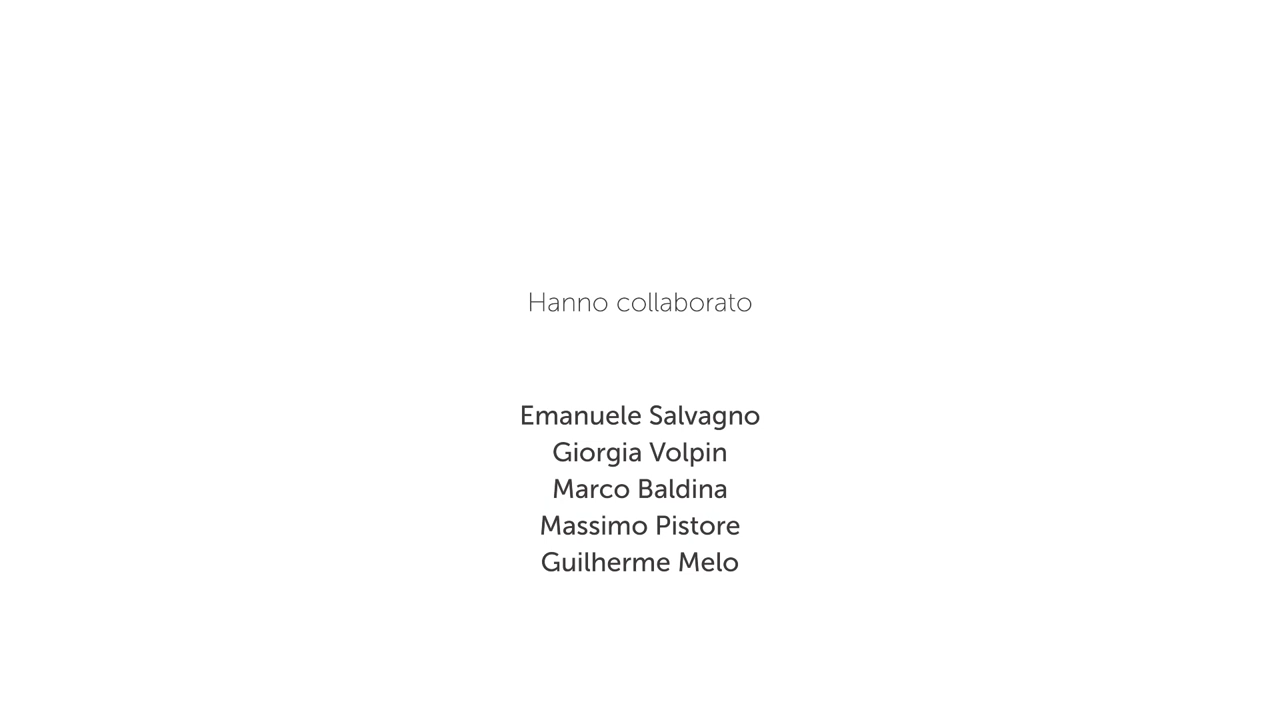 Hanno collaborato
Emanuele Salvagno
Giorgia Volpin
Marco Baldina
Massimo Pistore
Guilherme Melo